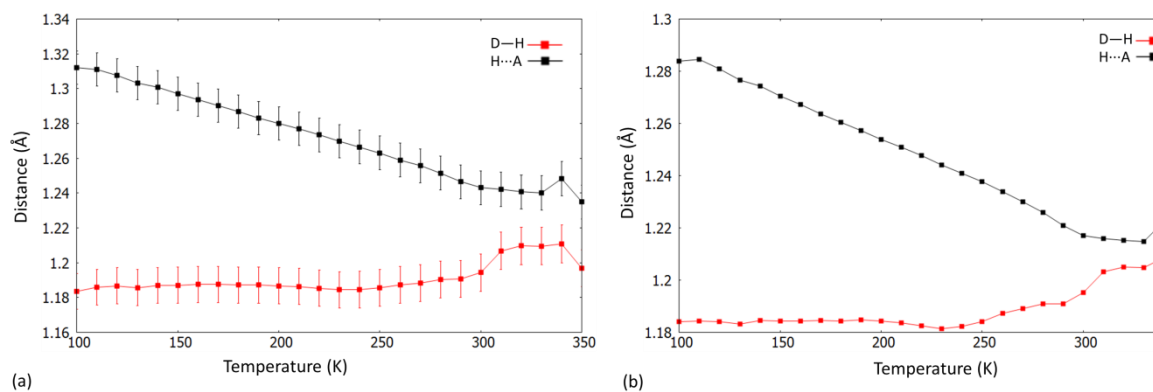 1.34
1.32
1.3
1.28
1.26
1.24
1.22
1.2
1.18
1.16
Distance (Å)
D—H
H···A
100
150
200
250
300
350
Temperature (K)
(a)
1.3
1.28
1.26
1.24
1.22
1.2
1.18
Distance (Å)
D—H
H···A
100
150
200
250
300
Temperature (K)
(b)